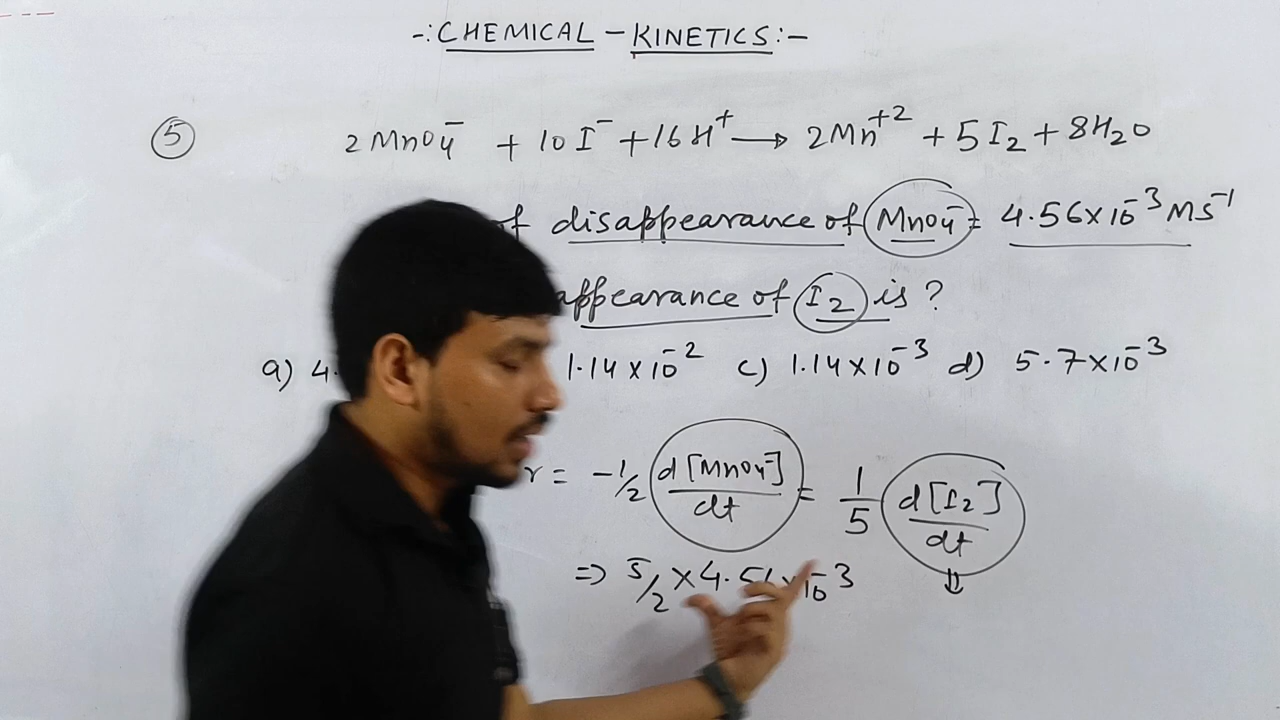 -: CHEMICAL - KINETICS :-
5 2MnO4⁻ + 10I⁻ + 16H⁺ → 2Mn⁺² + 5I2 + 8H2O
of disappearance of MnO4⁻ = 4.56×10⁻³ Ms⁻¹
appearance of I2 is ?
a) 4. 1.14×10⁻² c) 1.14×10⁻³ d) 5.7×10⁻³
r = -1/2 d[MnO4⁻]/dt = 1/5 d[I2]/dt
⇒ 5/2 × 4.5 10⁻³ ⇓